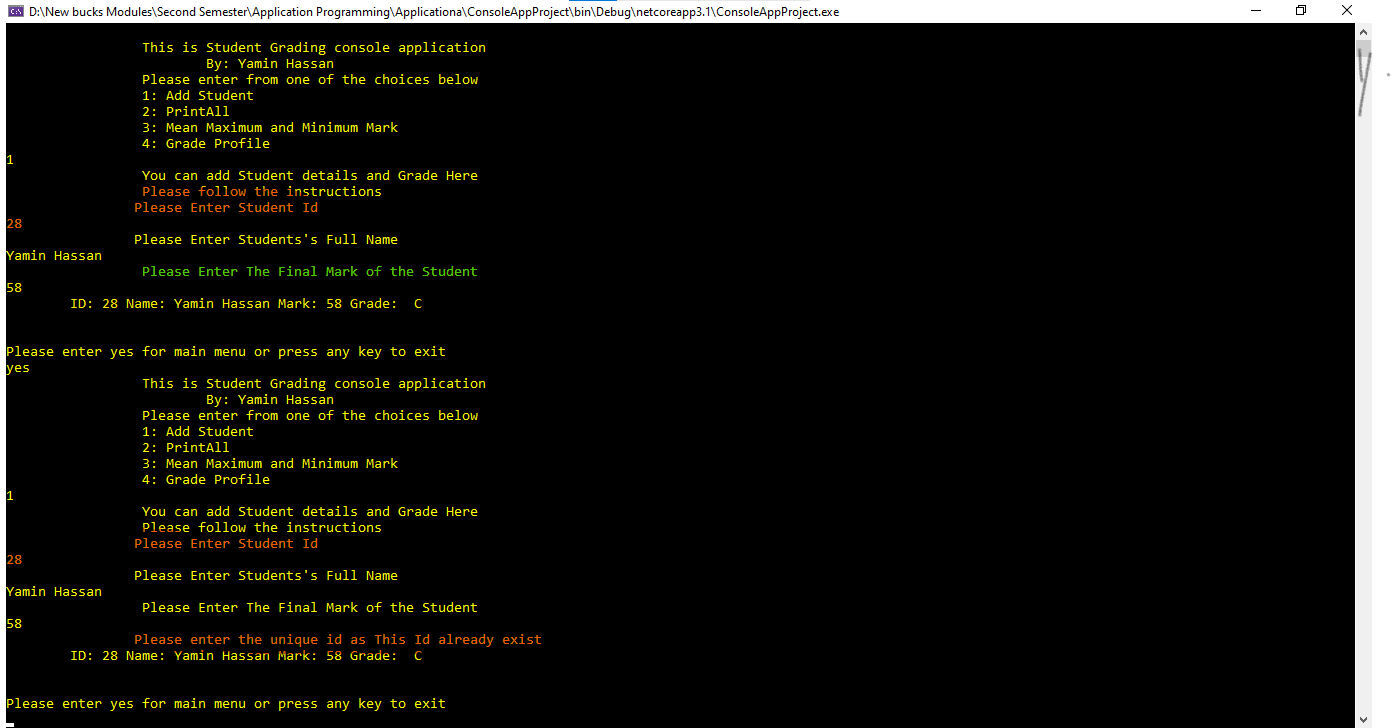 D:\New bucks Modules\Second Semester\Application Programming\Applicationa\ConsoleAppProject\bin\Debug\netcoreapp3.1\ConsoleAppProject.exe
This is Student Grading console application
By: Yamin Hassan
Please enter from one of the choices below
1: Add Student
2: PrintAll
3: Mean Maximum and Minimum Mark
4: Grade Profile
1
You can add Student details and Grade Here
Please follow the instructions
Please Enter Student Id
28
Please Enter Students's Full Name
Yamin Hassan
Please Enter The Final Mark of the Student
58
ID: 28 Name: Yamin Hassan Mark: 58 Grade:  C
Please enter yes for main menu or press any key to exit
yes
This is Student Grading console application
By: Yamin Hassan
Please enter from one of the choices below
1: Add Student
2: PrintAll
3: Mean Maximum and Minimum Mark
4: Grade Profile
1
You can add Student details and Grade Here
Please follow the instructions
Please Enter Student Id
28
Please Enter Students's Full Name
Yamin Hassan
Please Enter The Final Mark of the Student
58
Please enter the unique id as This Id already exist
ID: 28 Name: Yamin Hassan Mark: 58 Grade:  C
Please enter yes for main menu or press any key to exit